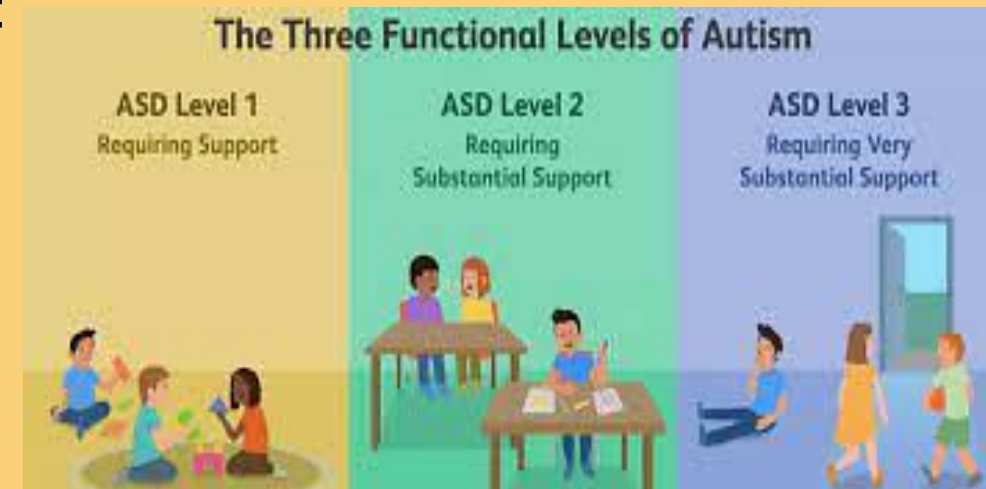 The Three Functional Levels of Autism
ASD Level 1
Requiring Support
ASD Level 2
Requiring
Substantial Support
ASD Level 3
Requiring Very
Substantial Support